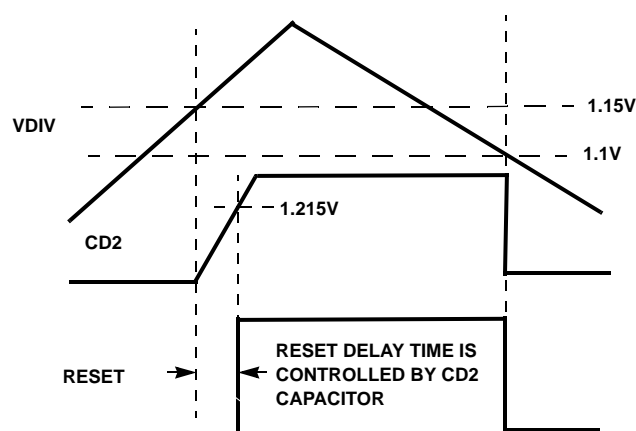 1.15V
VDIV
1.1V
1.215V
CD2
RESET
RESET DELAY TIME IS
CONTROLLED BY CD2
CAPACITOR